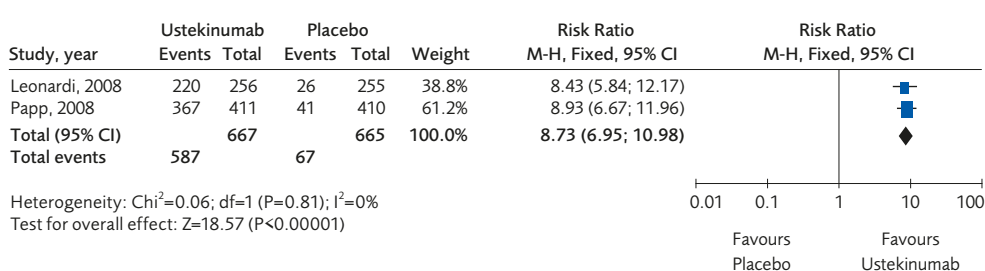 Ustekinumab Placebo Risk Ratio Risk Ratio
Study, year Events Total Events Total Weight M-H, Fixed, 95% CI M-H, Fixed, 95% CI
Leonardi, 2008 220 256 26 255 38.8% 8.43 (5.84; 12.17)
Papp, 2008 367 411 41 410 61.2% 8.93 (6.67; 11.96)
Total (95% CI) 667 665 100.0% 8.73 (6.95; 10.98)
Total events 587 67
Heterogeneity: Chi²=0.06; df=1 (P=0.81); I²=0%
Test for overall effect: Z=18.57 (P<0.00001)
0.01 0.1 1 10 100
Favours Favours
Placebo Ustekinumab